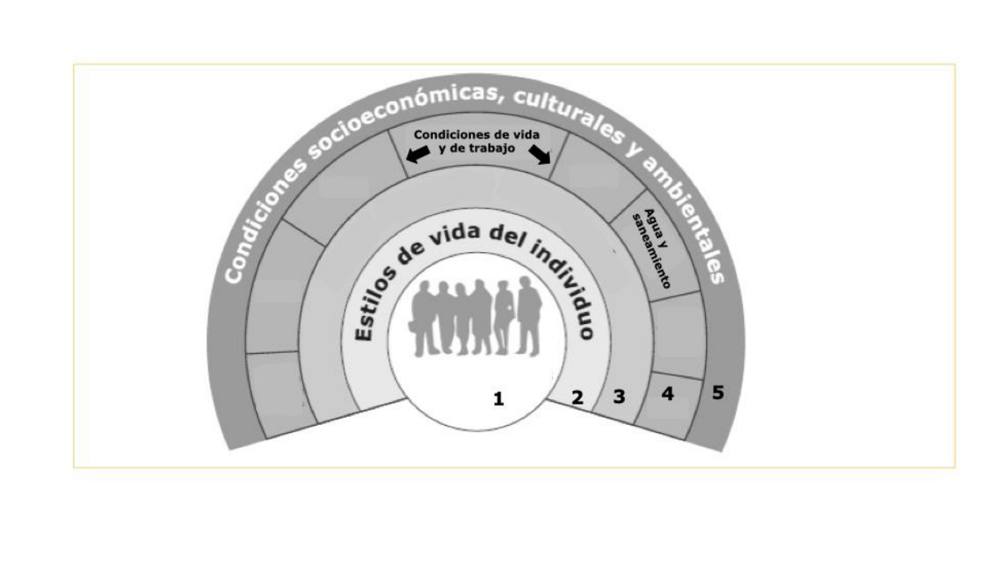 Condiciones socioeconómicas, culturales y ambientales
Condiciones de vida
y de trabajo
Agua y
saneamiento
Estilos de vida del individuo
1
2
3
4
5